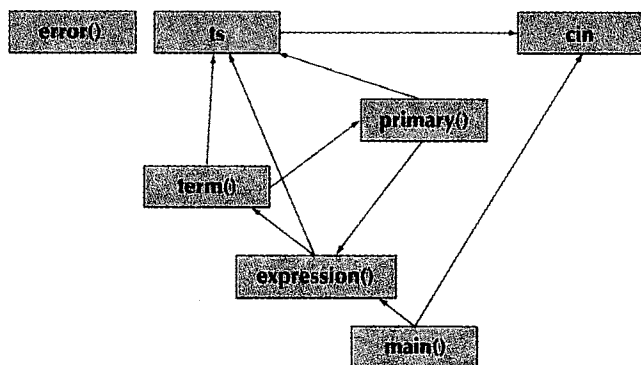 error()
ts
cin
primary()
term()
expression()
main()